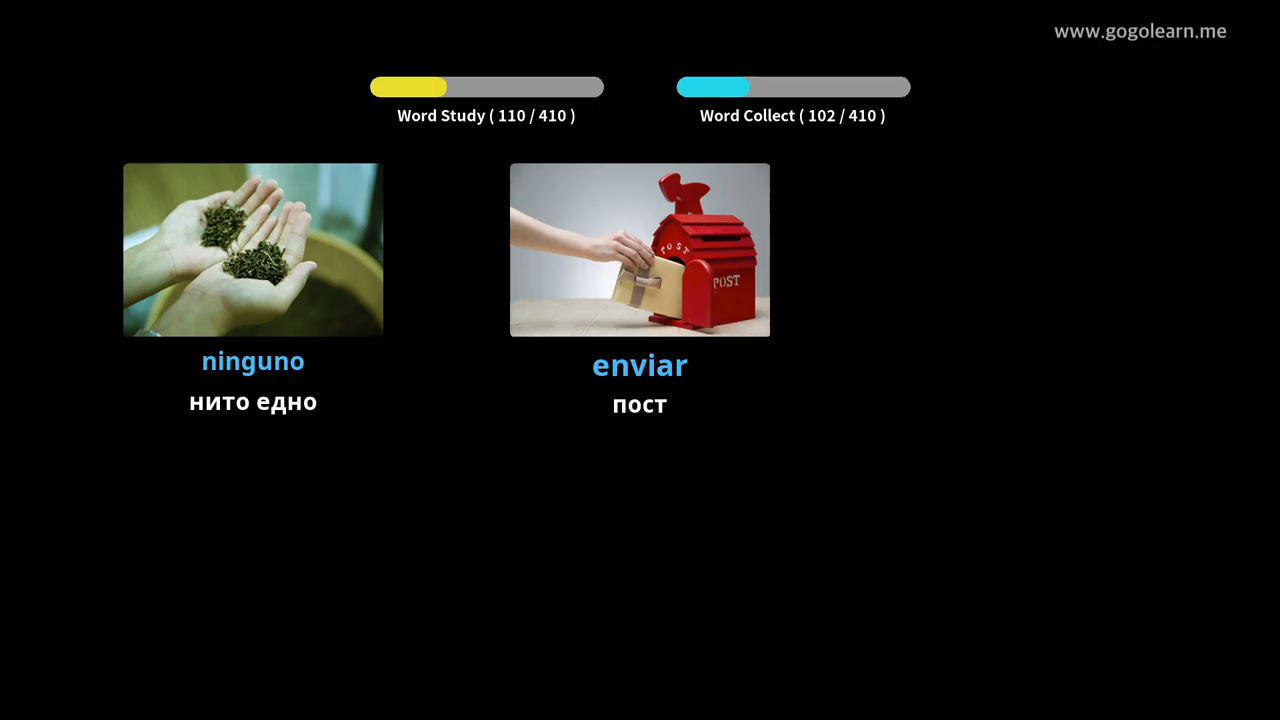 www.gogolearn.me
Word Study ( 110 / 410 )
Word Collect ( 102 / 410 )
POST
POST
ninguno
нито едно
enviar
пост